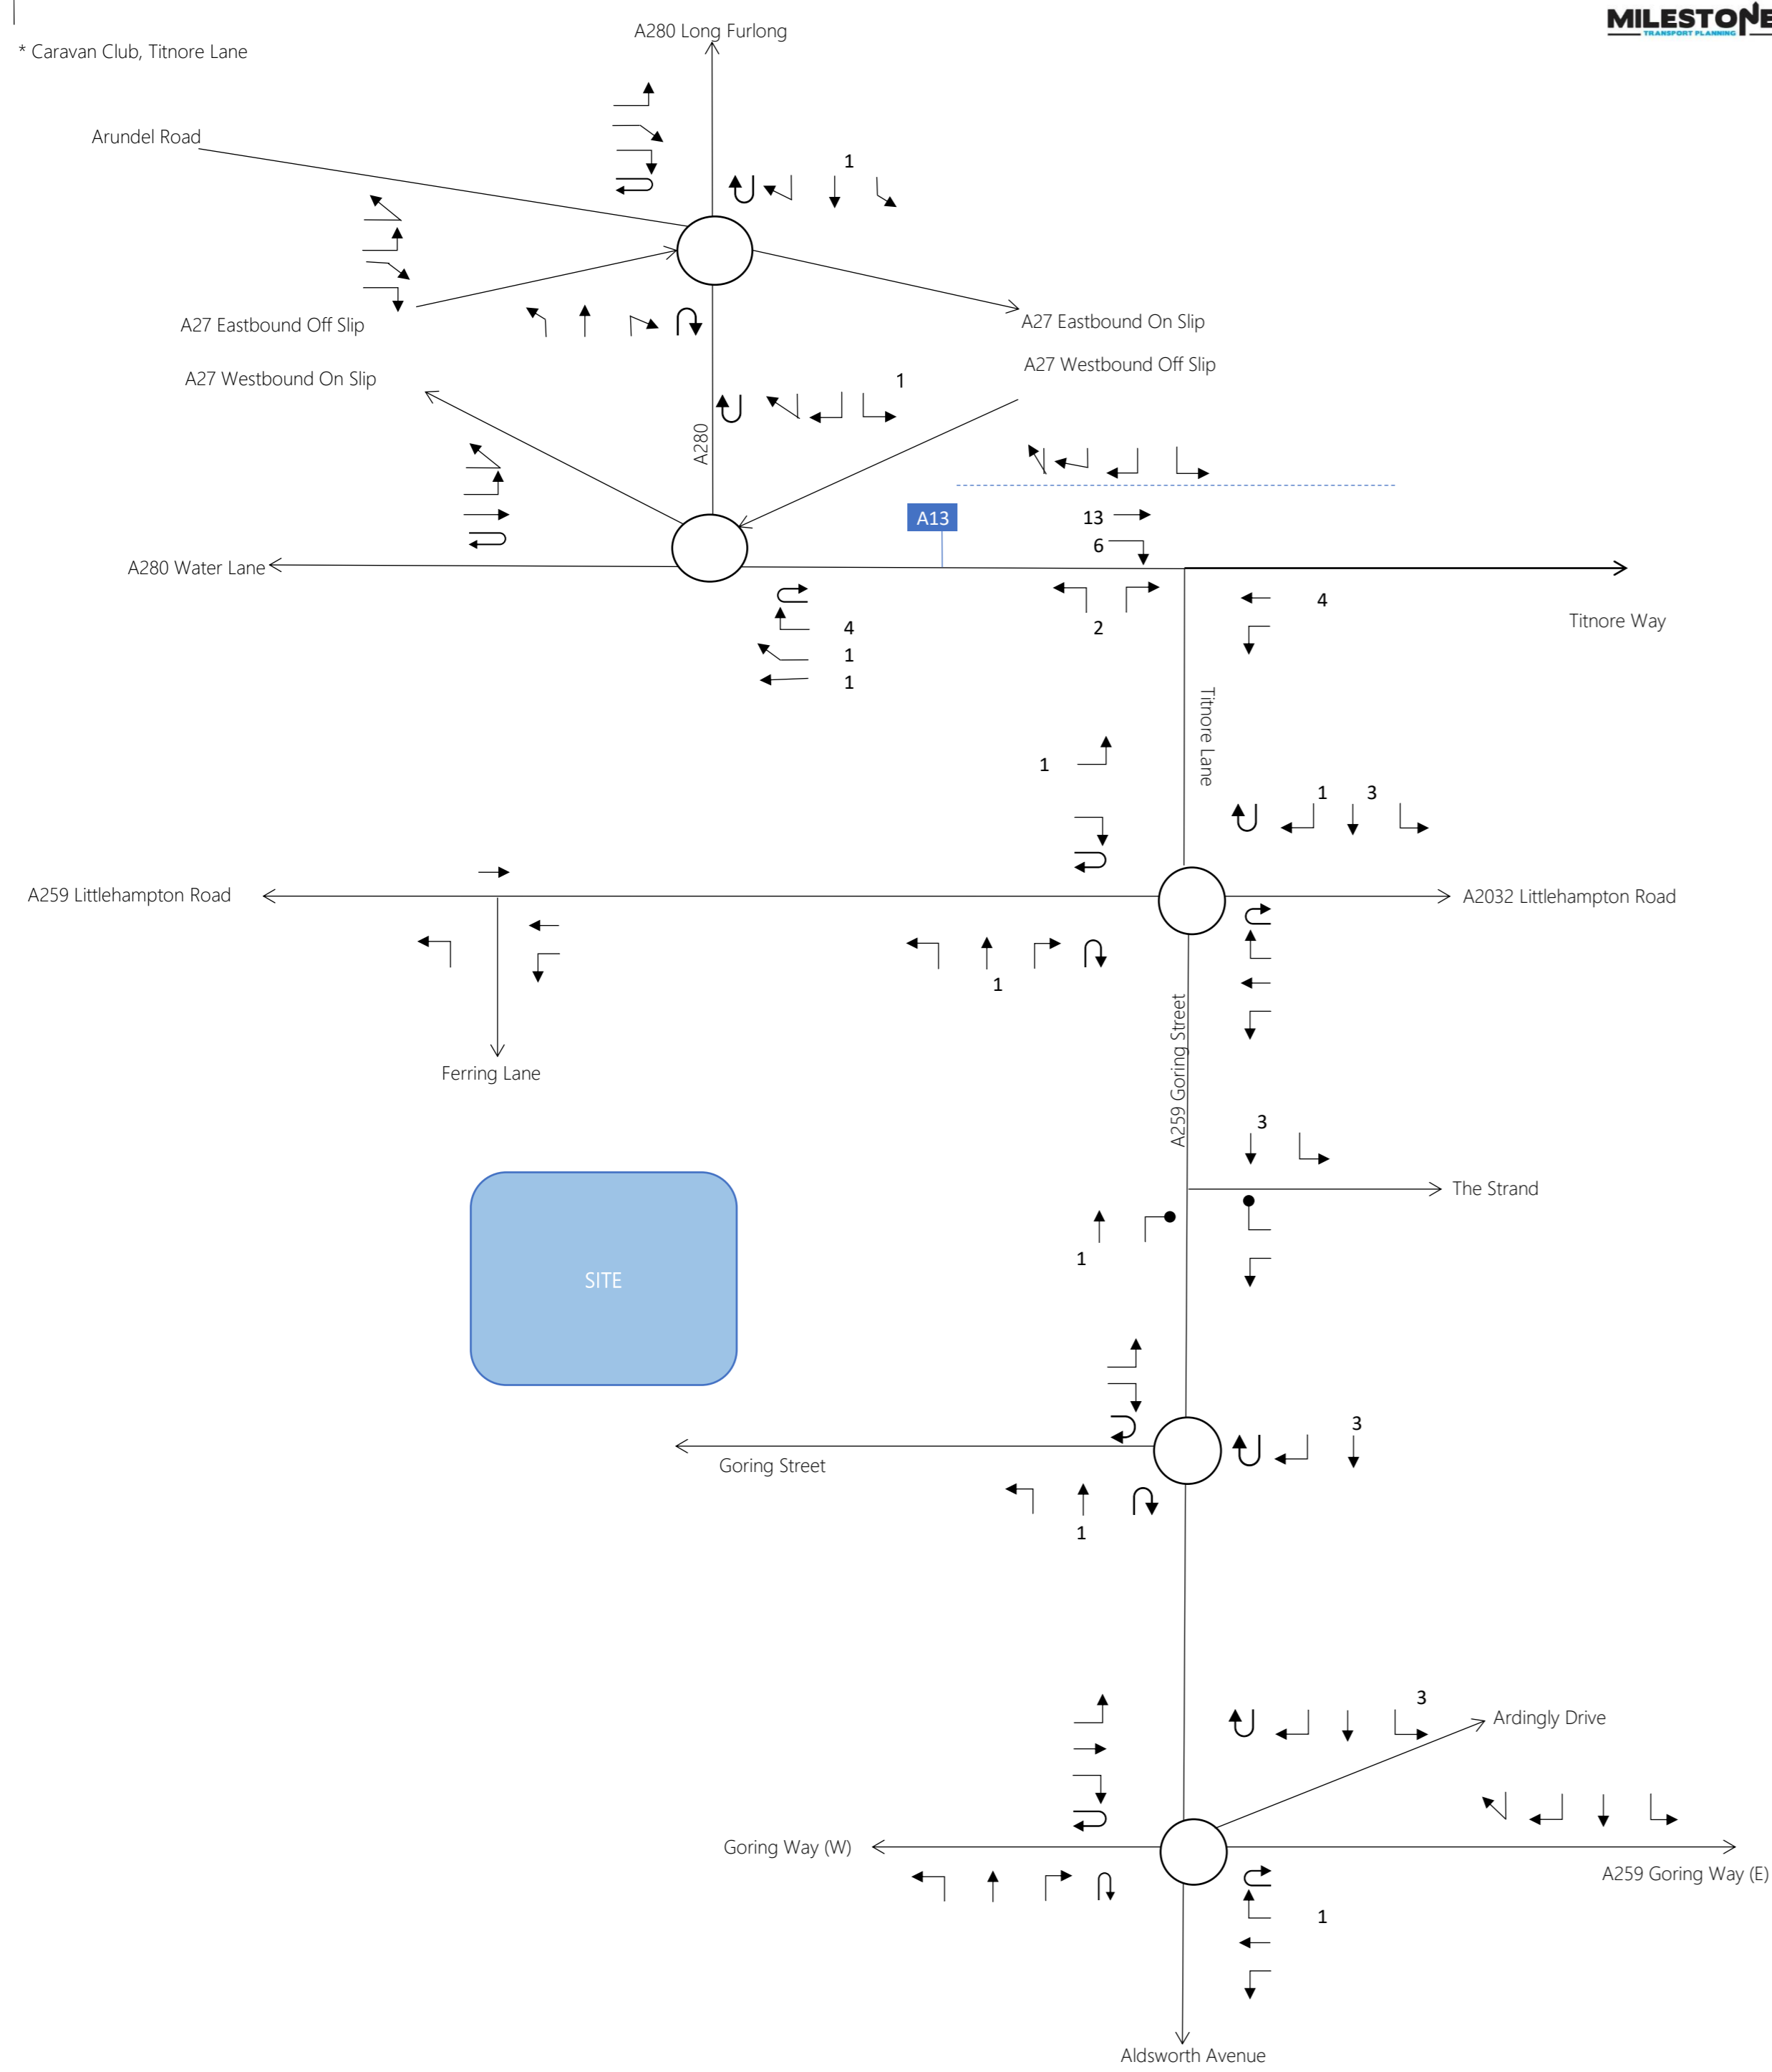 MILESTONE
TRANSPORT PLANNING
A280 Long Furlong
* Caravan Club, Titnore Lane
Arundel Road
1
A27 Eastbound Off Slip
A27 Eastbound On Slip
A27 Westbound Off Slip
A27 Westbound On Slip
1
A280
A13
13
6
A280 Water Lane
4
2
4
1
1
Titnore Way
Titnore Lane
1
1 3
A259 Littlehampton Road
A2032 Littlehampton Road
1
A259 Goring Street
Ferring Lane
3
The Strand
1
SITE
3
Goring Street
1
3
Ardingly Drive
Goring Way (W)
A259 Goring Way (E)
1
Aldsworth Avenue